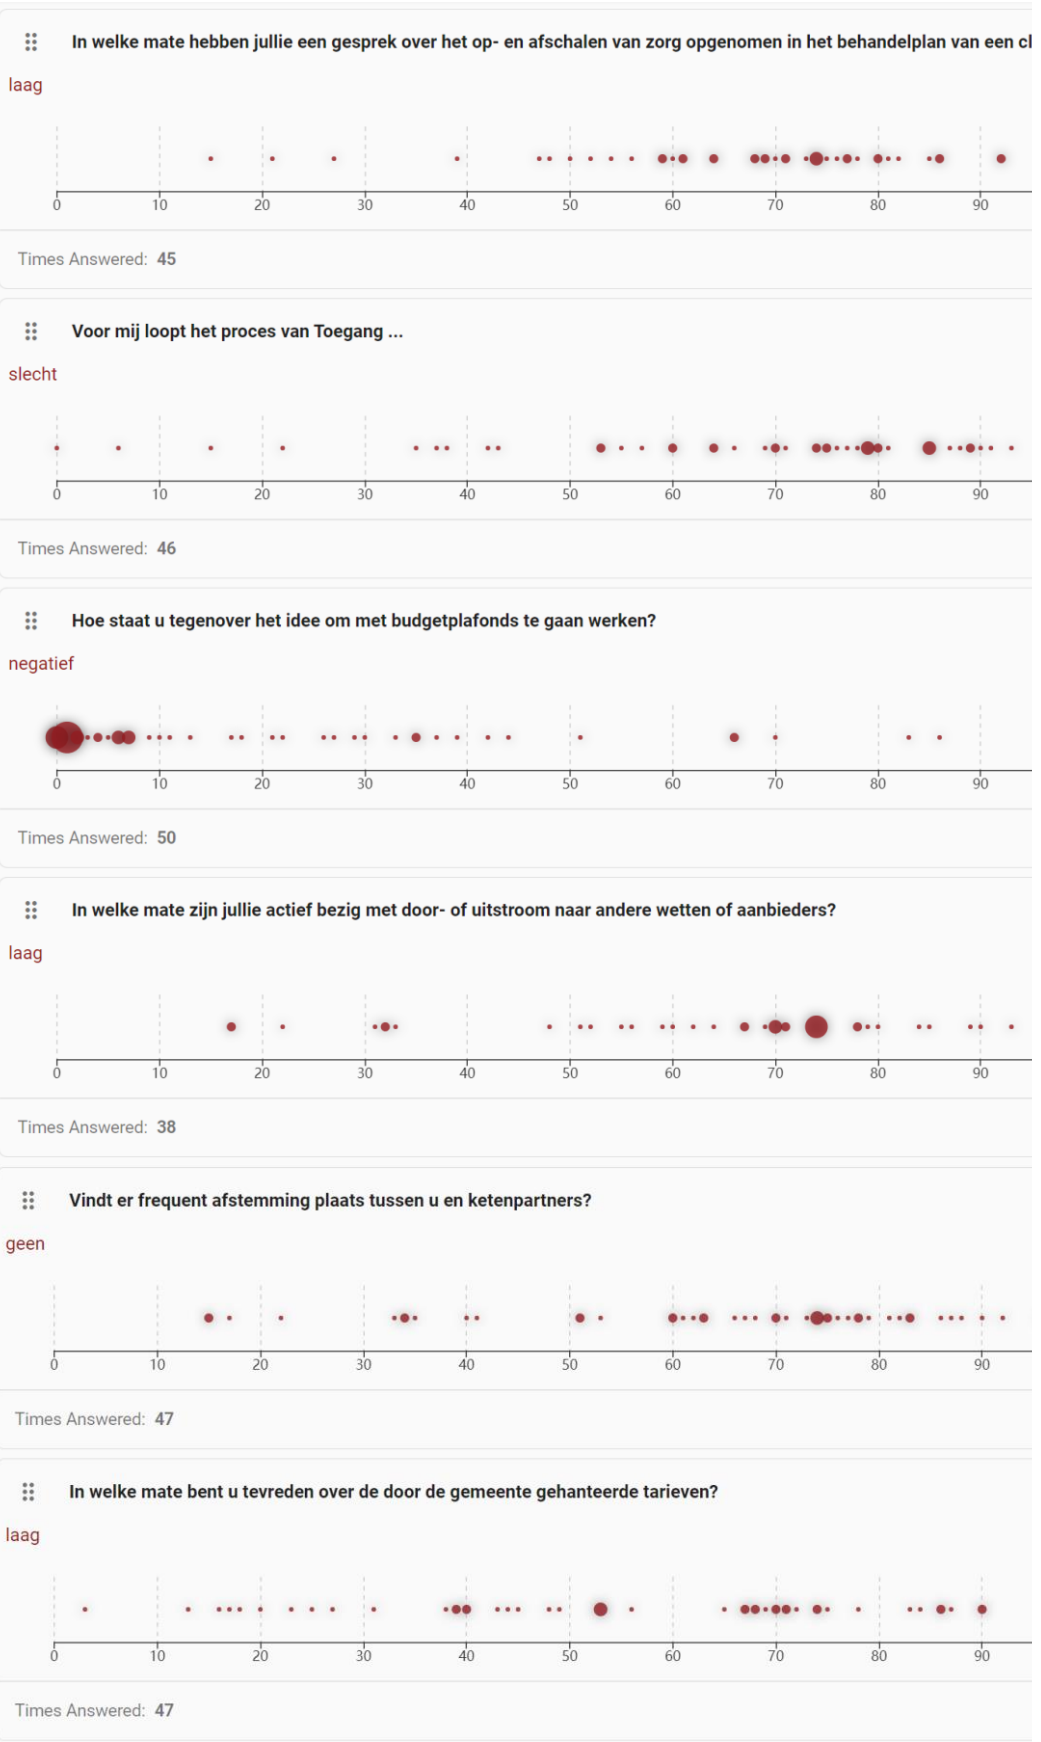 In welke mate hebben jullie een gesprek over het op- en afschalen van zorg opgenomen in het behandelplan van een cl
laag
0 10 20 30 40 50 60 70 80 90
Times Answered: 45
Voor mij loopt het proces van Toegang ...
slecht
0 10 20 30 40 50 60 70 80 90
Times Answered: 46
Hoe staat u tegenover het idee om met budgetplafonds te gaan werken?
negatief
0 10 20 30 40 50 60 70 80 90
Times Answered: 50
In welke mate zijn jullie actief bezig met door- of uitstroom naar andere wetten of aanbieders?
laag
0 10 20 30 40 50 60 70 80 90
Times Answered: 38
Vindt er frequent afstemming plaats tussen u en ketenpartners?
geen
0 10 20 30 40 50 60 70 80 90
Times Answered: 47
In welke mate bent u tevreden over de door de gemeente gehanteerde tarieven?
laag
0 10 20 30 40 50 60 70 80 90
Times Answered: 47